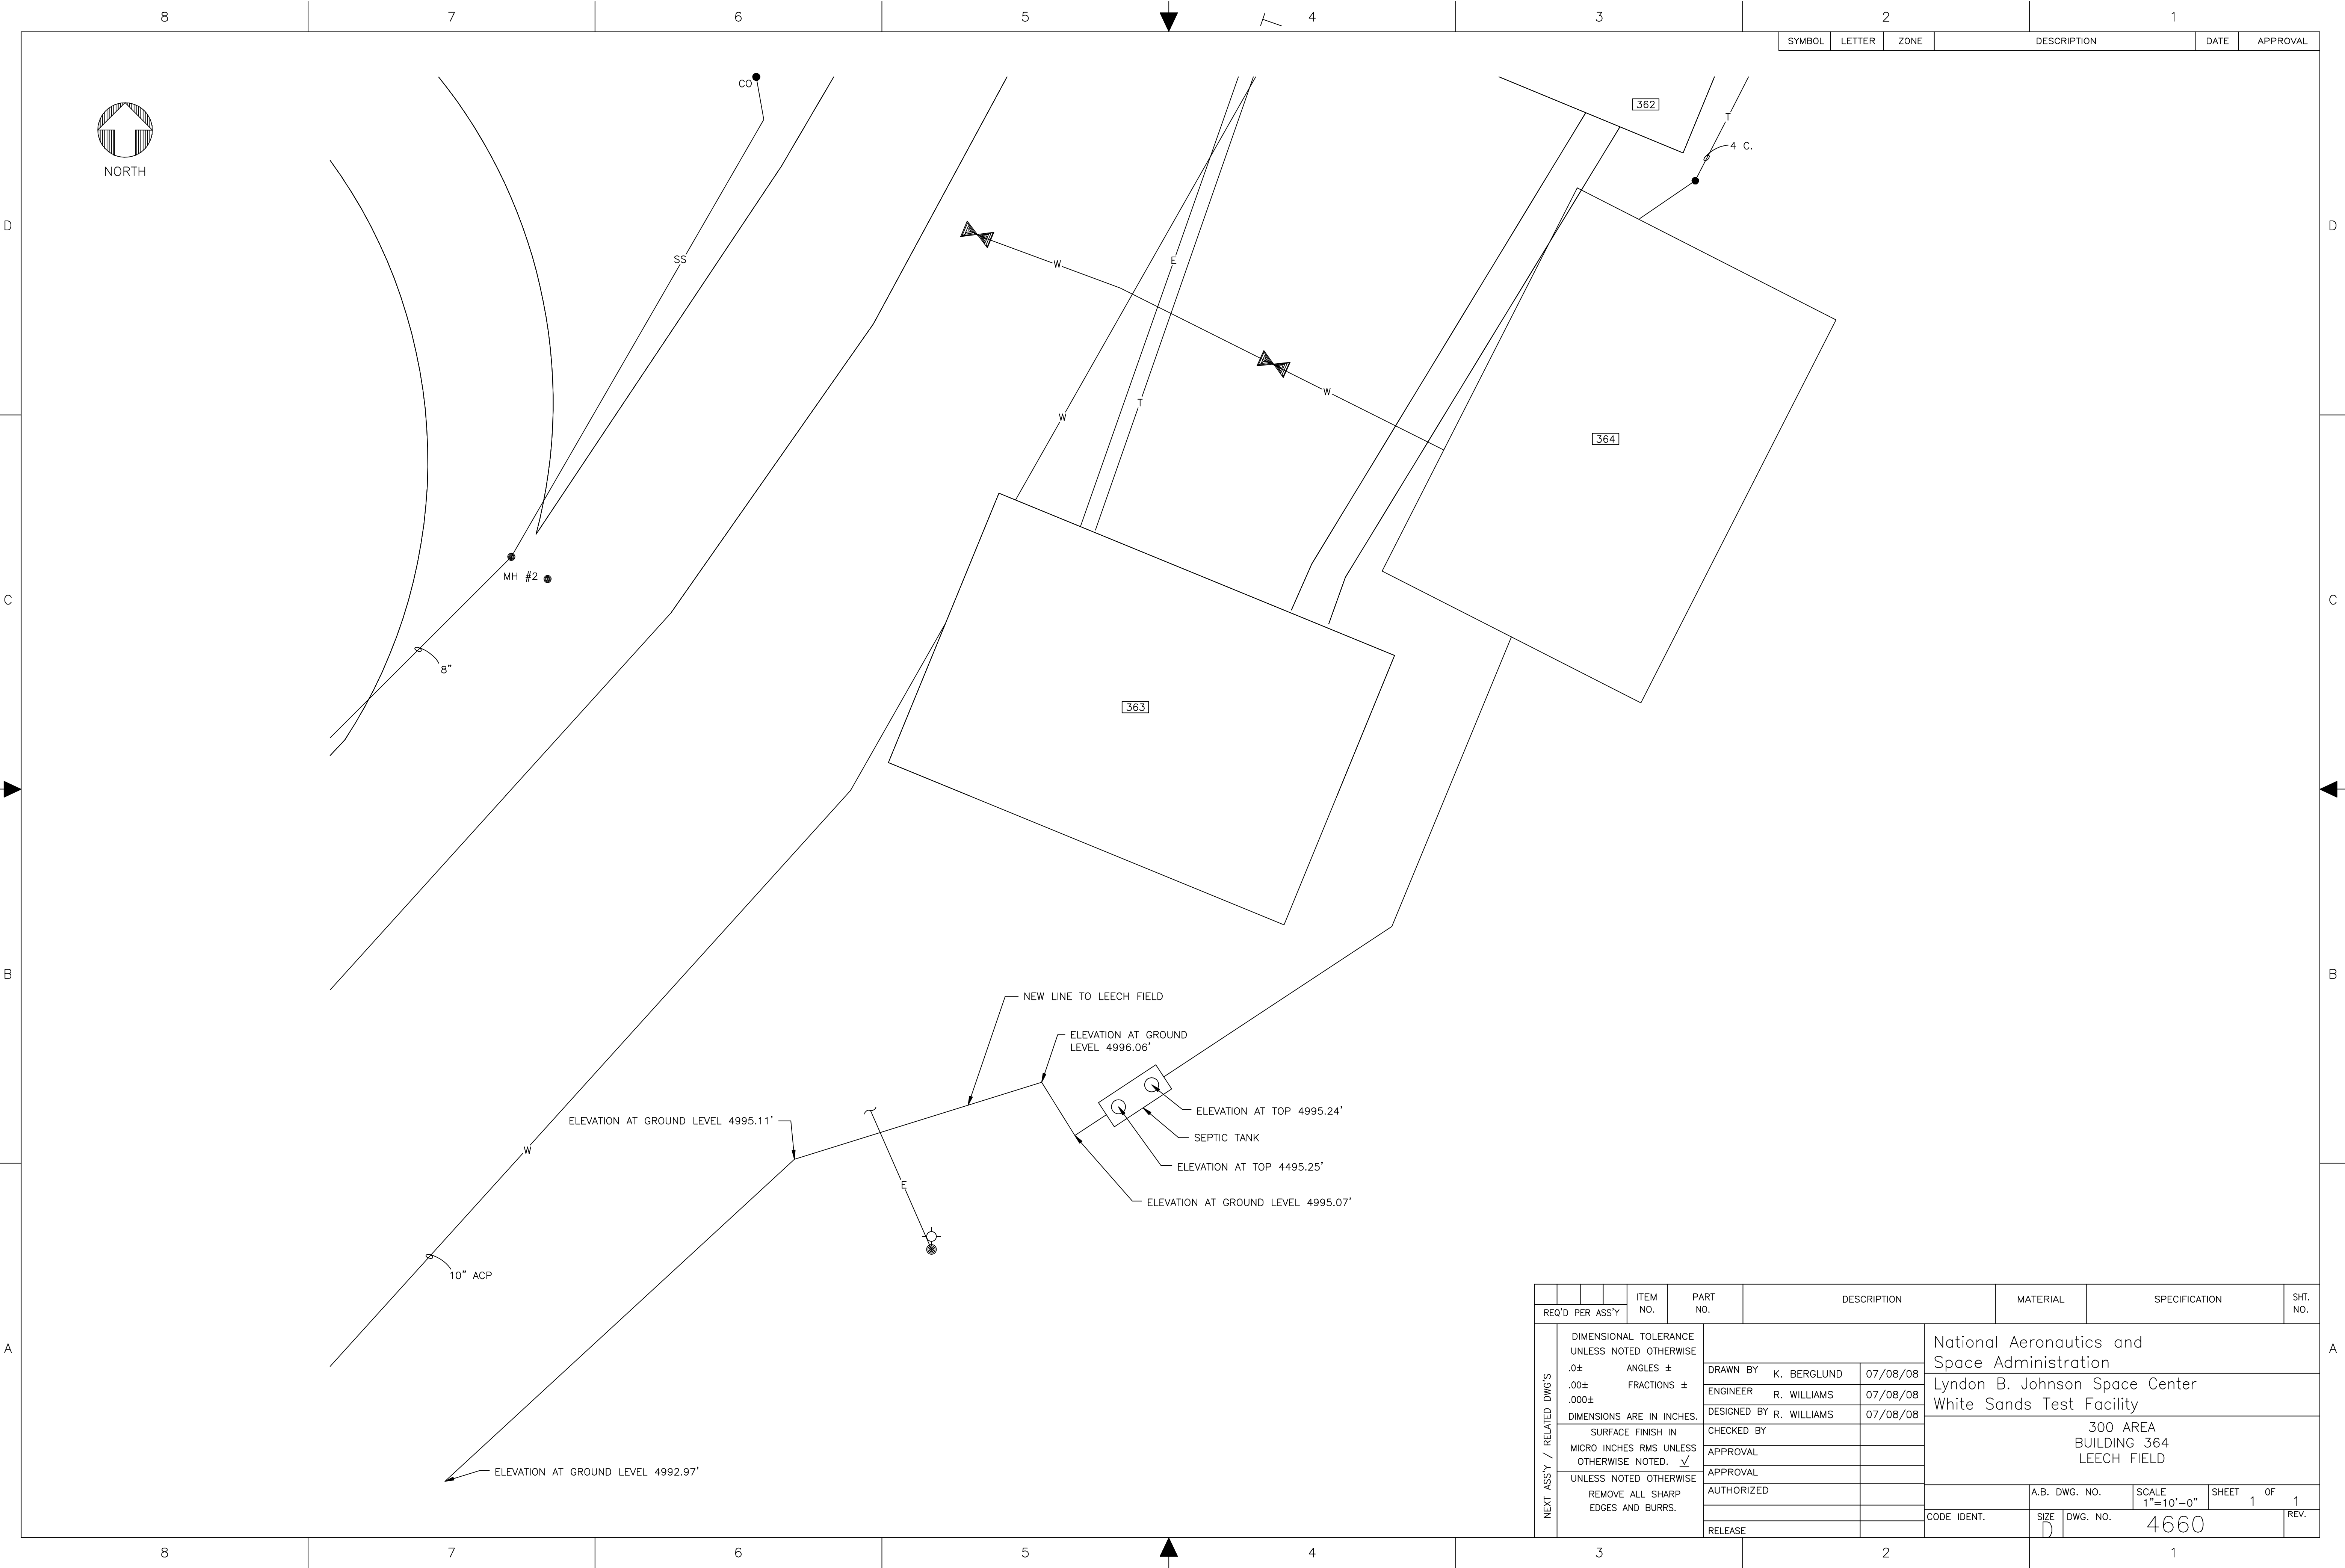 8 7 6 5 4 3 2 1
SYMBOL LETTER ZONE DESCRIPTION DATE APPROVAL
CO
362
T
4 C.
NORTH
D D
SS
W
E
W
T
W
364
MH #2
C C
8"
363
B B
NEW LINE TO LEECH FIELD
ELEVATION AT GROUND
LEVEL 4996.06'
ELEVATION AT TOP 4995.24'
ELEVATION AT GROUND LEVEL 4995.11'
SEPTIC TANK
W
ELEVATION AT TOP 4495.25'
E
ELEVATION AT GROUND LEVEL 4995.07'
10" ACP
A A
ELEVATION AT GROUND LEVEL 4992.97'
REQ'D PER ASS'Y
ITEM
NO.
PART
NO.
DESCRIPTION
MATERIAL
SPECIFICATION
SHT.
NO.
NEXT ASS'Y / RELATED DWG'S
DIMENSIONAL TOLERANCE
UNLESS NOTED OTHERWISE
.0± ANGLES ±
.00± FRACTIONS ±
.000±
DIMENSIONS ARE IN INCHES.
SURFACE FINISH IN
MICRO INCHES RMS UNLESS
OTHERWISE NOTED. √
UNLESS NOTED OTHERWISE
REMOVE ALL SHARP
EDGES AND BURRS.
DRAWN BY K. BERGLUND 07/08/08
ENGINEER R. WILLIAMS 07/08/08
DESIGNED BY R. WILLIAMS 07/08/08
CHECKED BY
APPROVAL
APPROVAL
AUTHORIZED
RELEASE
National Aeronautics and
Space Administration
Lyndon B. Johnson Space Center
White Sands Test Facility
300 AREA
BUILDING 364
LEECH FIELD
A.B. DWG. NO.
SCALE
1"=10'-0"
SHEET 1 OF 1
CODE IDENT.
SIZE
D
DWG. NO. 4660
REV.
8 7 6 5 4 3 2 1